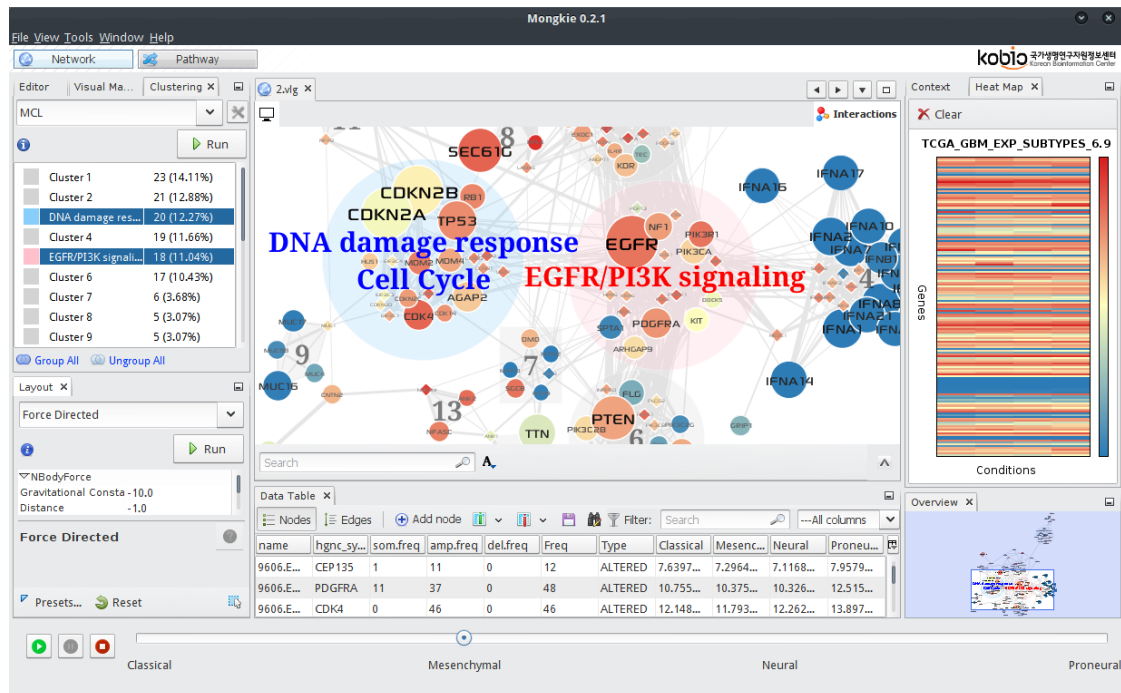 Mongkie 0.2.1
File View Tools Window Help
Network
Pathway
kobic 국가생명연구자원정보센터
Korean Bioinformation Center
Editor
Visual Ma...
Clustering
MCL
Run
Cluster 1 23 (14.11%)
Cluster 2 21 (12.88%)
DNA damage res... 20 (12.27%)
Cluster 4 19 (11.66%)
EGFR/PI3K signali... 18 (11.04%)
Cluster 6 17 (10.43%)
Cluster 7 6 (3.68%)
Cluster 8 5 (3.07%)
Cluster 9 5 (3.07%)
Group All Ungroup All
Layout
Force Directed
Run
NBodyForce
Gravitational Consta -10.0
Distance -1.0
Force Directed
Presets... Reset
2.vlg
Interactions
8
SEC61G
KDR
TEC
CDKN2B
RB1
CDKN2A
TP53
DNA damage response
Cell Cycle
HUS1
MDM2
MDM4
AGAP2
CDK4
EGFR
NF1
PIK3R1
PIK3CA
EGFR/PI3K signaling
SPTA1
PDGFRA
KIT
ARHGAP9
IFNA16
IFNA17
IFNA10
IFNA2
IFNA7
4
IFNA21
IFNA1
IFNA14
MUC17
9
MUC16
CNTN2
DMD
7
13
NFASC
TTN
FLG
PTEN
PIK3C2B
6
GRIP1
Search
A
Data Table
Nodes Edges Add node Filter: Search ---All columns
name hgnc_sy... som.freq amp.freq del.freq Freq Type Classical Mesenc... Neural Proneu...
9606.E... CEP135 1 11 0 12 ALTERED 7.6397... 7.2964... 7.1168... 7.9579...
9606.E... PDGFRA 11 37 0 48 ALTERED 10.755... 10.375... 10.326... 12.515...
9606.E... CDK4 0 46 0 46 ALTERED 12.148... 11.793... 12.262... 13.897...
Context
Heat Map
Clear
TCGA_GBM_EXP_SUBTYPES_6.9
Genes
Conditions
Overview
Classical
Mesenchymal
Neural
Proneural